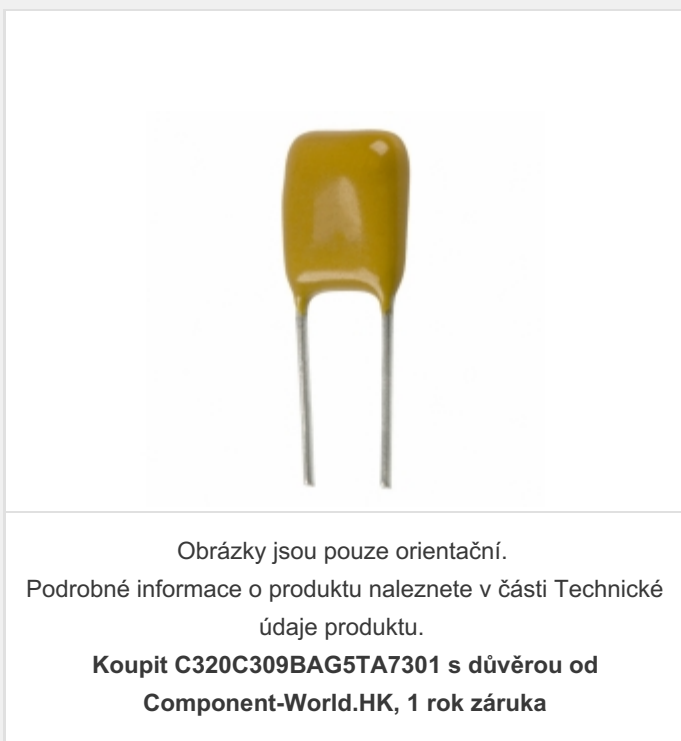 Obrázky jsou pouze orientační.
Podrobné informace o produktu naleznete v části Technické
údaje produktu.
Koupit C320C309BAG5TA7301 s důvěrou od
Component-World.HK, 1 rok záruka